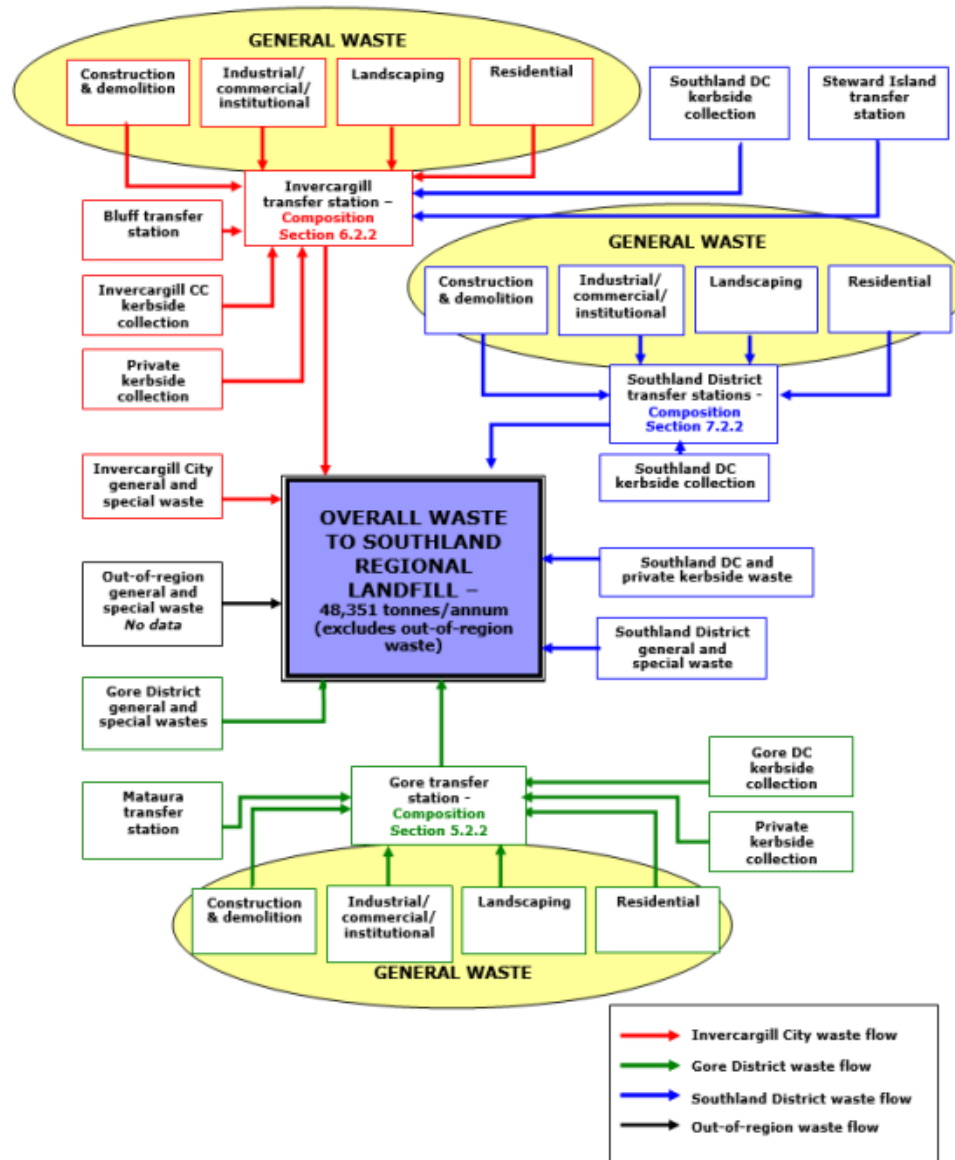 GENERAL WASTE
Construction
& demolition
Industrial/
commercial/
institutional
Landscaping
Residential
Southland DC
kerbside
collection
Steward Island
transfer
station
Invercargill
transfer station –
Composition
Section 6.2.2
Bluff transfer
station
Invercargill CC
kerbside
collection
Private
kerbside
collection
GENERAL WASTE
Construction
& demolition
Industrial/
commercial/
institutional
Landscaping
Residential
Southland District
transfer stations -
Composition
Section 7.2.2
Southland DC
kerbside collection
Invercargill City
general and
special waste
OVERALL WASTE
TO SOUTHLAND
REGIONAL
LANDFILL –
48,351 tonnes/annum
(excludes out-of-region
waste)
Out-of-region
general and
special waste
No data
Southland DC and
private kerbside waste
Southland District
general and
special waste
Gore District
general and
special wastes
Mataura
transfer
station
Gore transfer
station -
Composition
Section 5.2.2
Gore DC
kerbside
collection
Private
kerbside
collection
Construction
& demolition
Industrial/
commercial/
institutional
Landscaping
Residential
GENERAL WASTE
Invercargill City waste flow
Gore District waste flow
Southland District waste flow
Out-of-region waste flow